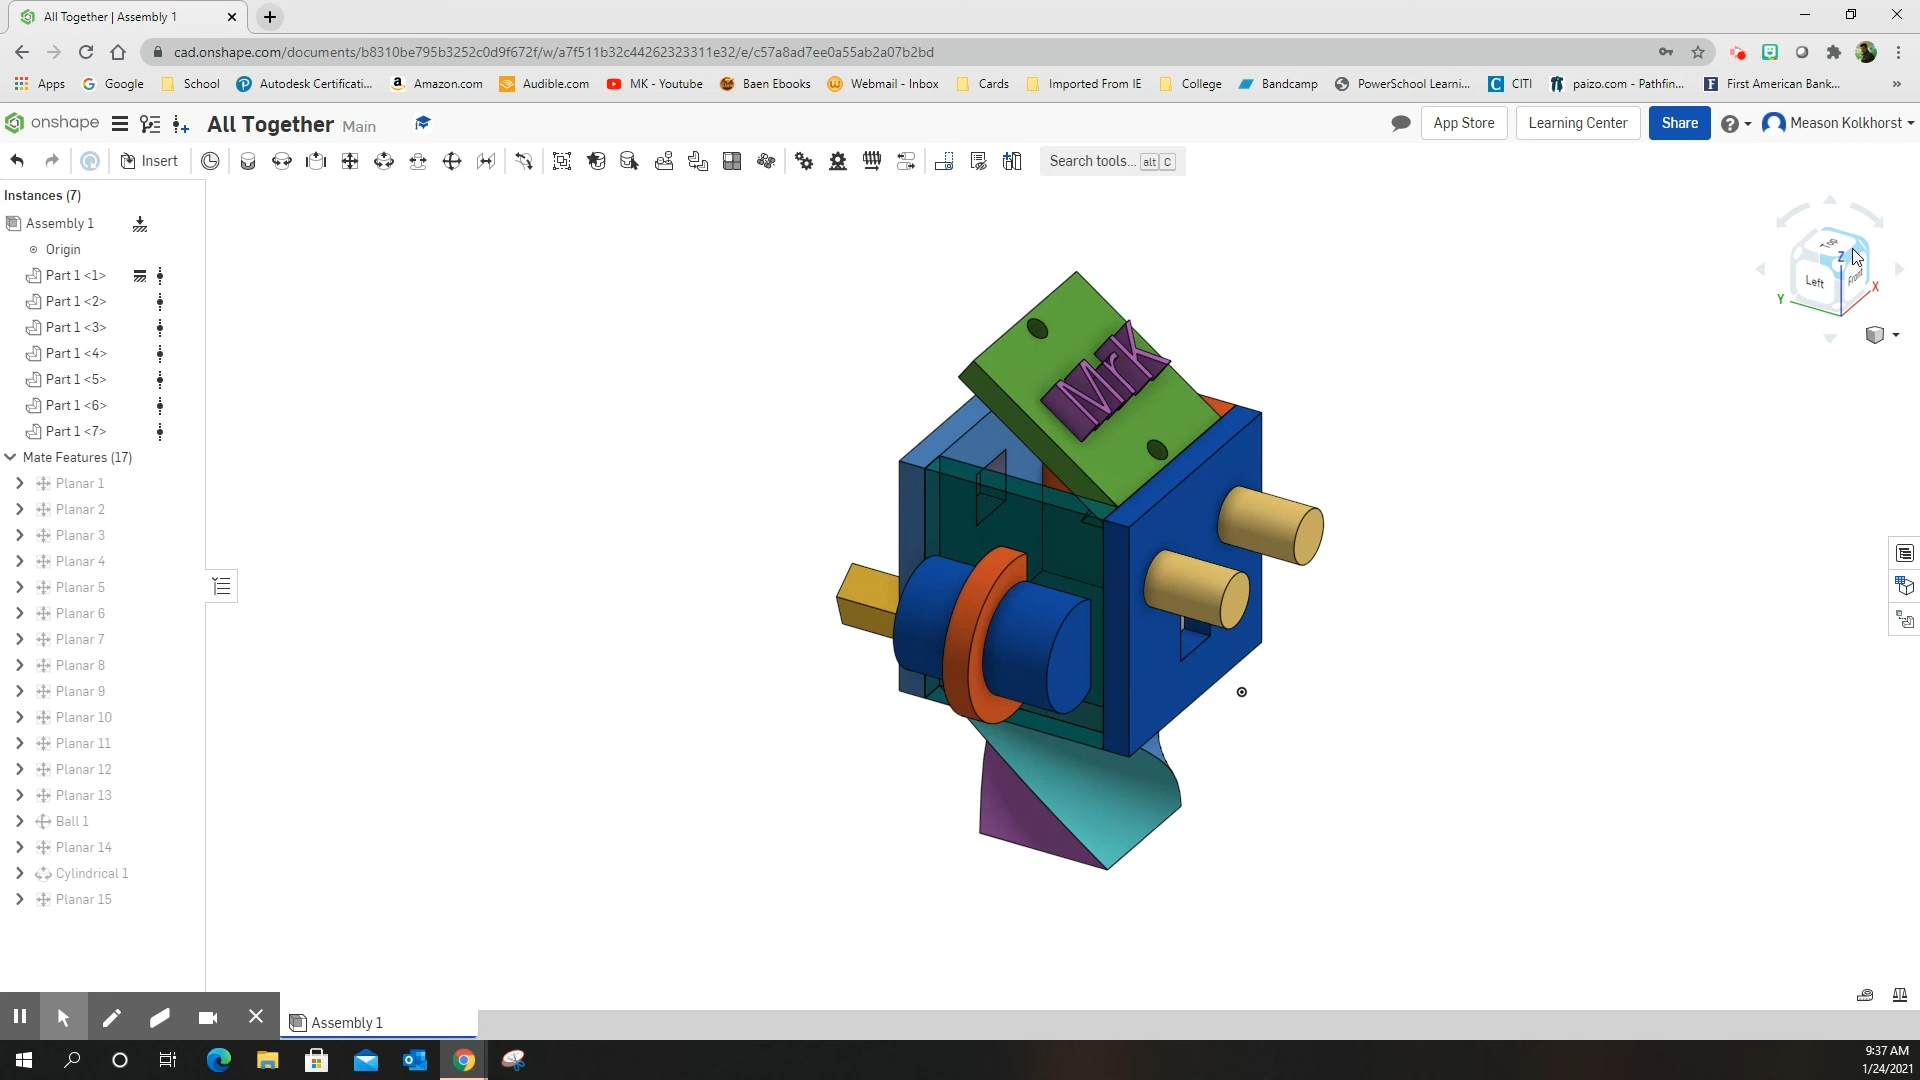 All Together | Assembly 1
cad.onshape.com/documents/b8310be795b3252c0d9f672f/w/a7f511b32c44262323311e32/e/c57a8ad7ee0a55ab2a07b2bd
Apps Google School Autodesk Certificati... Amazon.com Audible.com MK - Youtube Baen Ebooks Webmail - Inbox Cards Imported From IE College Bandcamp PowerSchool Learni... CITI paizo.com - Pathfin... First American Bank... »
onshape All Together Main App Store Learning Center Share Meason Kolkhorst
Insert Search tools... alt C
Instances (7)
Assembly 1
Origin
Part 1 <1>
Part 1 <2>
Part 1 <3>
Part 1 <4>
Part 1 <5>
Part 1 <6>
Part 1 <7>
Mate Features (17)
Planar 1
Planar 2
Planar 3
Planar 4
Planar 5
Planar 6
Planar 7
Planar 8
Planar 9
Planar 10
Planar 11
Planar 12
Planar 13
Ball 1
Planar 14
Cylindrical 1
Planar 15
MrK
Top
Z
Left Front
X
Y
Assembly 1
9:37 AM
1/24/2021